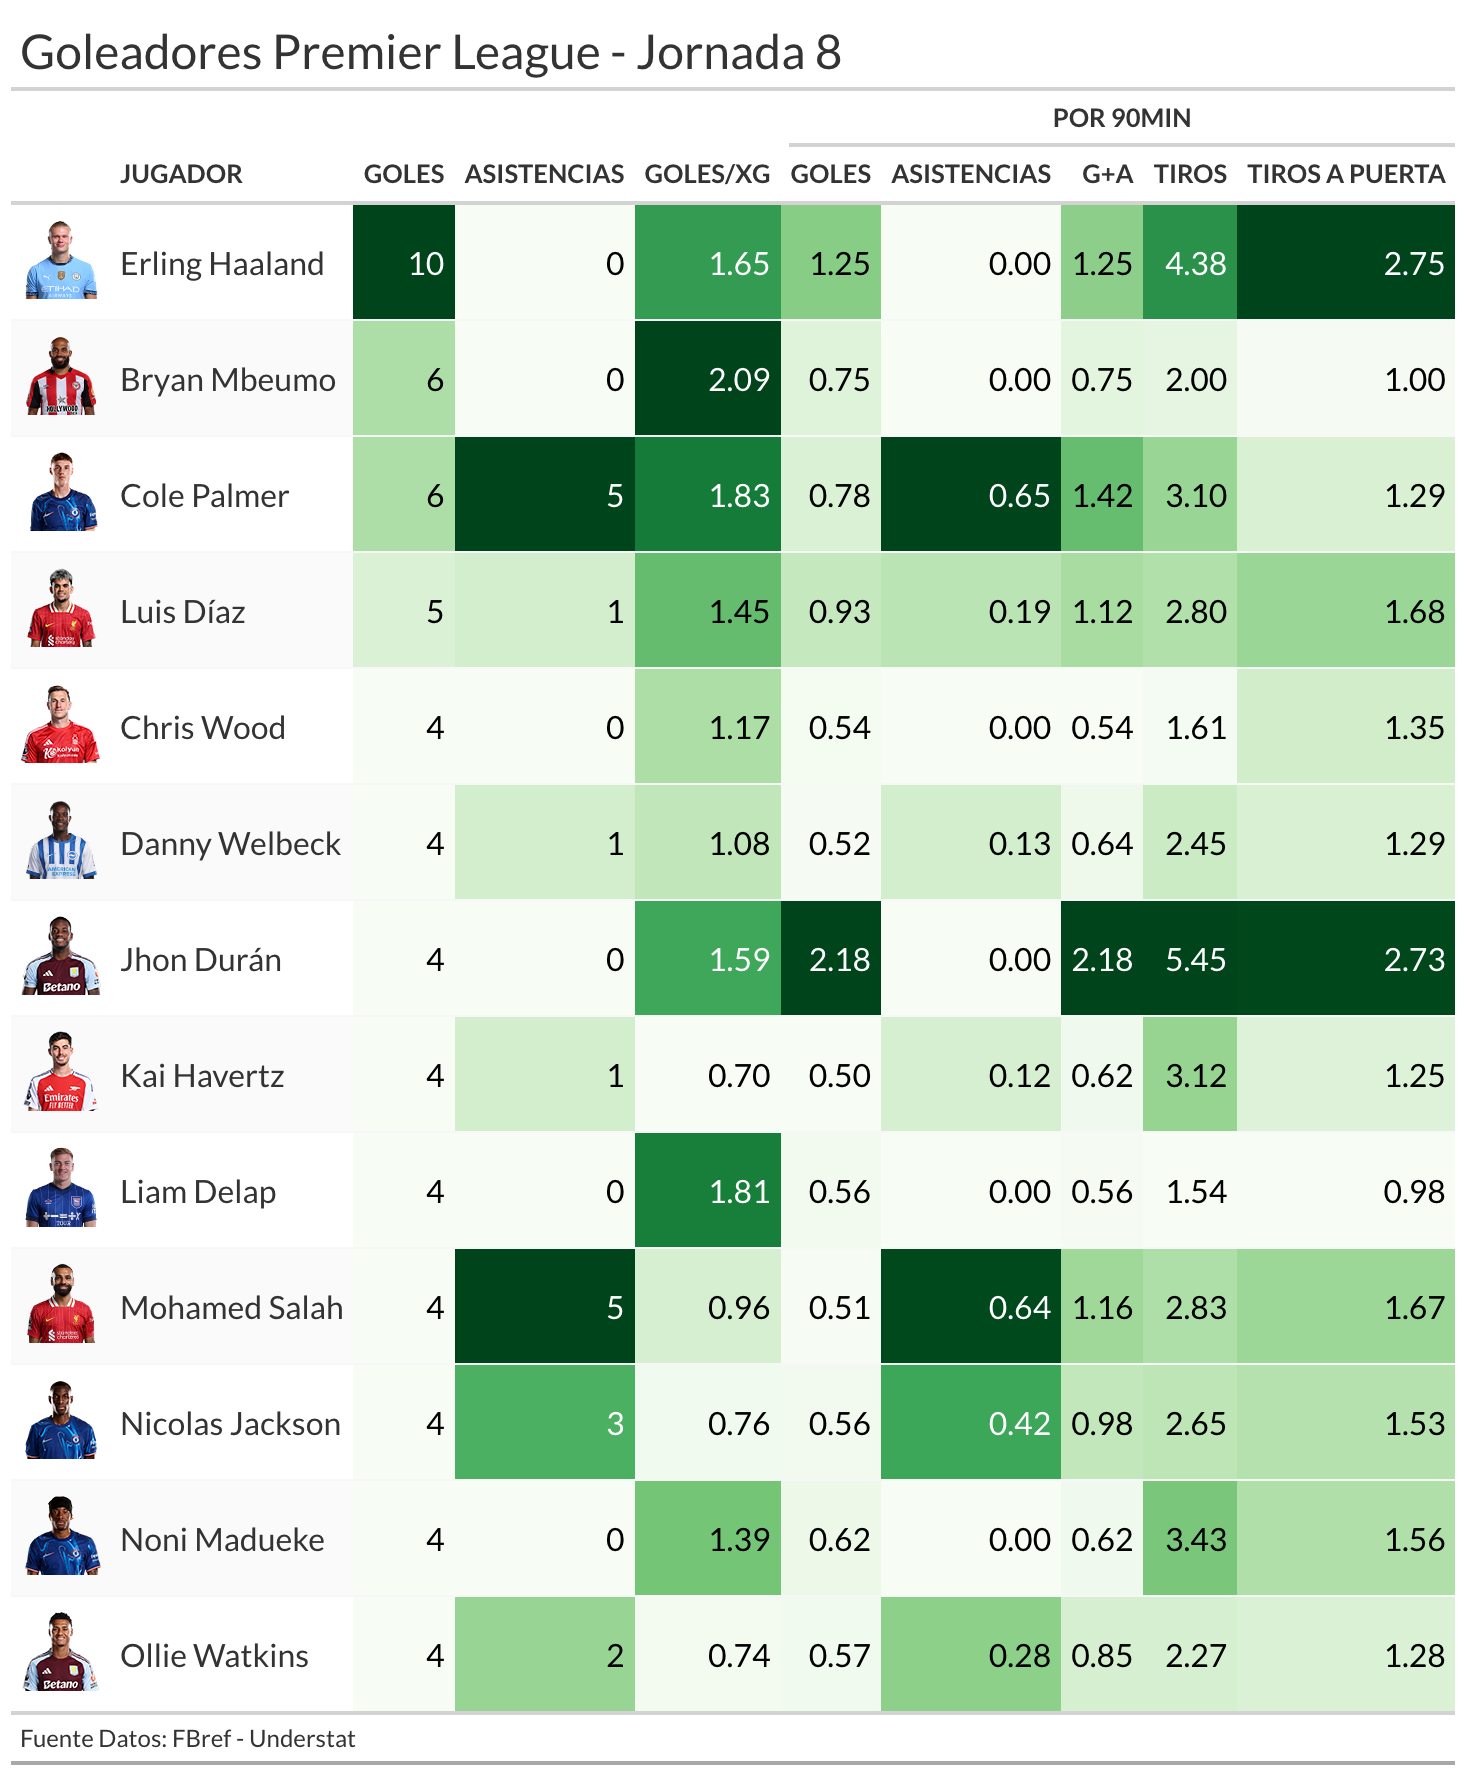 Goleadores Premier League - Jornada 8
POR 90MIN
JUGADOR GOLES ASISTENCIAS GOLES/XG GOLES ASISTENCIAS G+A TIROS TIROS A PUERTA
Erling Haaland 10 0 1.65 1.25 0.00 1.25 4.38 2.75
Bryan Mbeumo 6 0 2.09 0.75 0.00 0.75 2.00 1.00
Cole Palmer 6 5 1.83 0.78 0.65 1.42 3.10 1.29
Luis Díaz 5 1 1.45 0.93 0.19 1.12 2.80 1.68
Chris Wood 4 0 1.17 0.54 0.00 0.54 1.61 1.35
Danny Welbeck 4 1 1.08 0.52 0.13 0.64 2.45 1.29
Betano
Jhon Durán 4 0 1.59 2.18 0.00 2.18 5.45 2.73
Emirates
FLY BETTER
Kai Havertz 4 1 0.70 0.50 0.12 0.62 3.12 1.25
Liam Delap 4 0 1.81 0.56 0.00 0.56 1.54 0.98
Mohamed Salah 4 5 0.96 0.51 0.64 1.16 2.83 1.67
Nicolas Jackson 4 3 0.76 0.56 0.42 0.98 2.65 1.53
Noni Madueke 4 0 1.39 0.62 0.00 0.62 3.43 1.56
Betano
Ollie Watkins 4 2 0.74 0.57 0.28 0.85 2.27 1.28
Fuente Datos: FBref - Understat